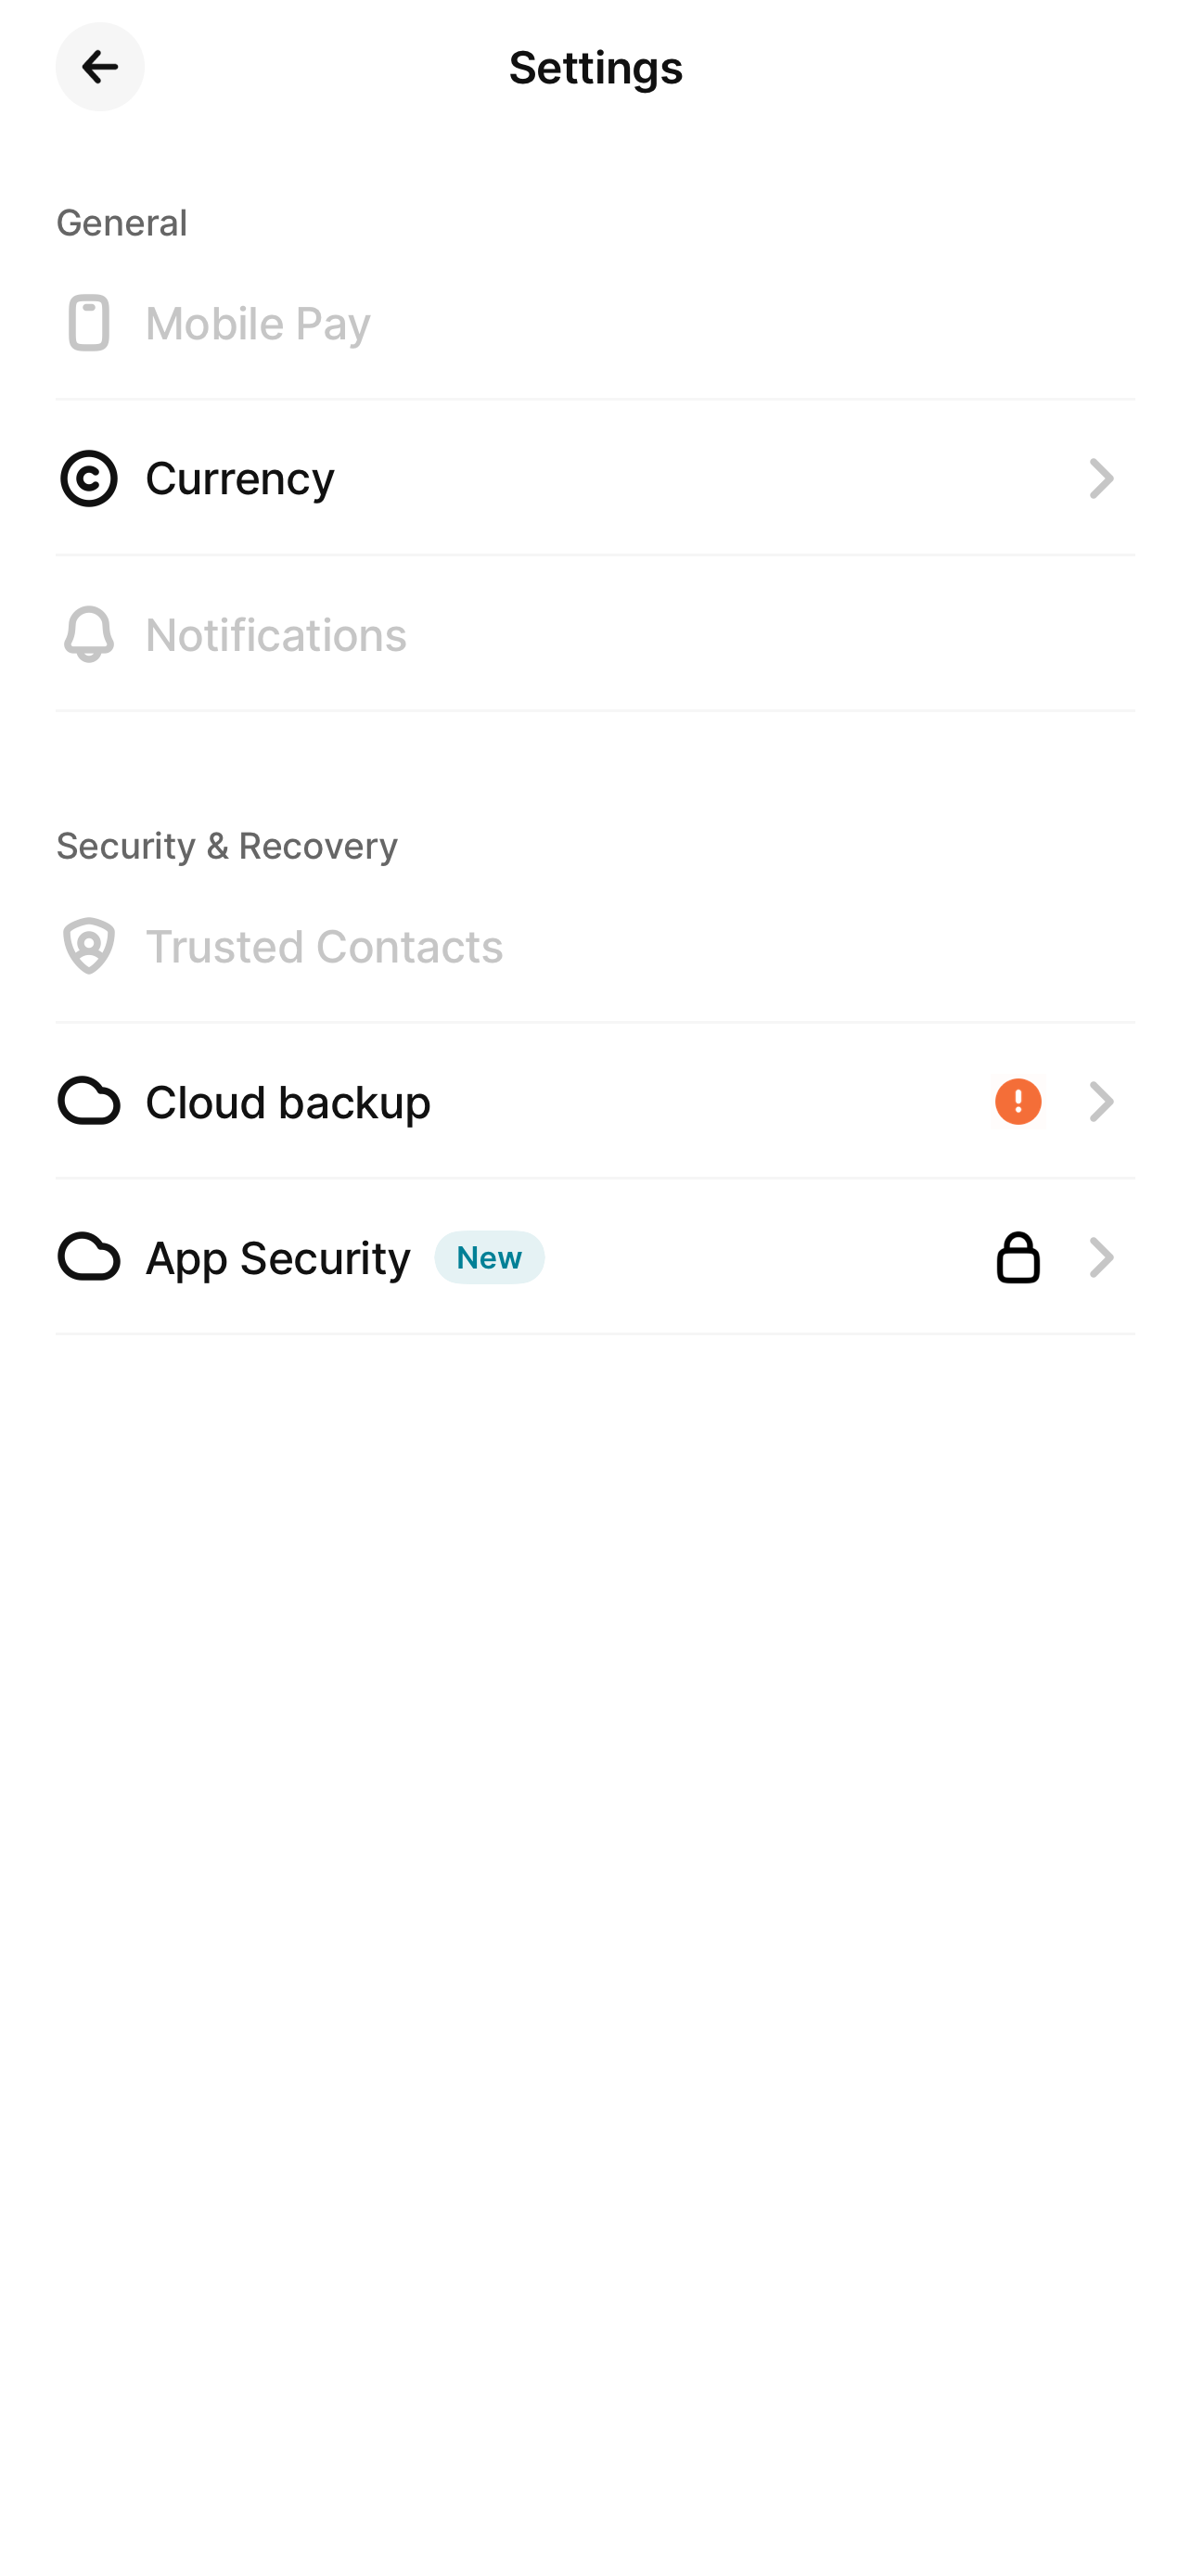 Settings
General
Mobile Pay
Currency
Notifications
Security & Recovery
Trusted Contacts
Cloud backup
App Security New